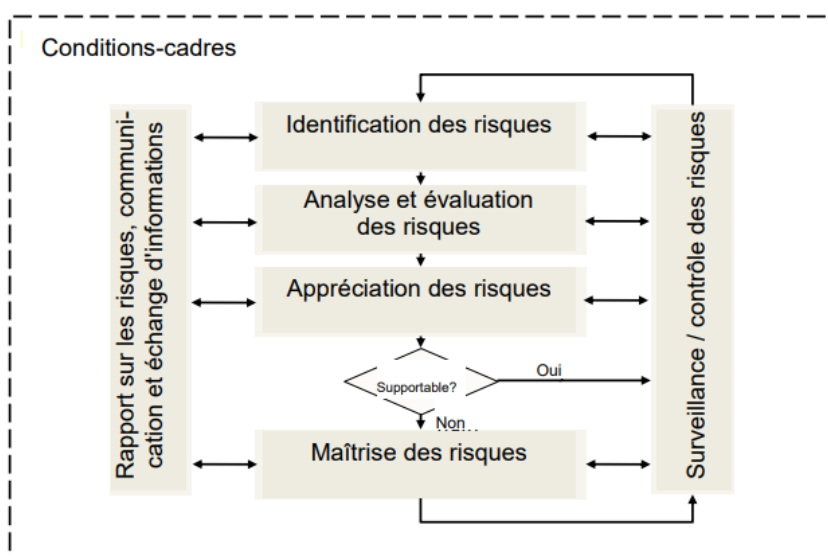 Conditions-cadres
Rapport sur les risques, communi-
cation et échange d'informations
Identification des risques
Analyse et évaluation
des risques
Appréciation des risques
Supportable?
Oui
Non
Maîtrise des risques
Surveillance / contrôle des risques